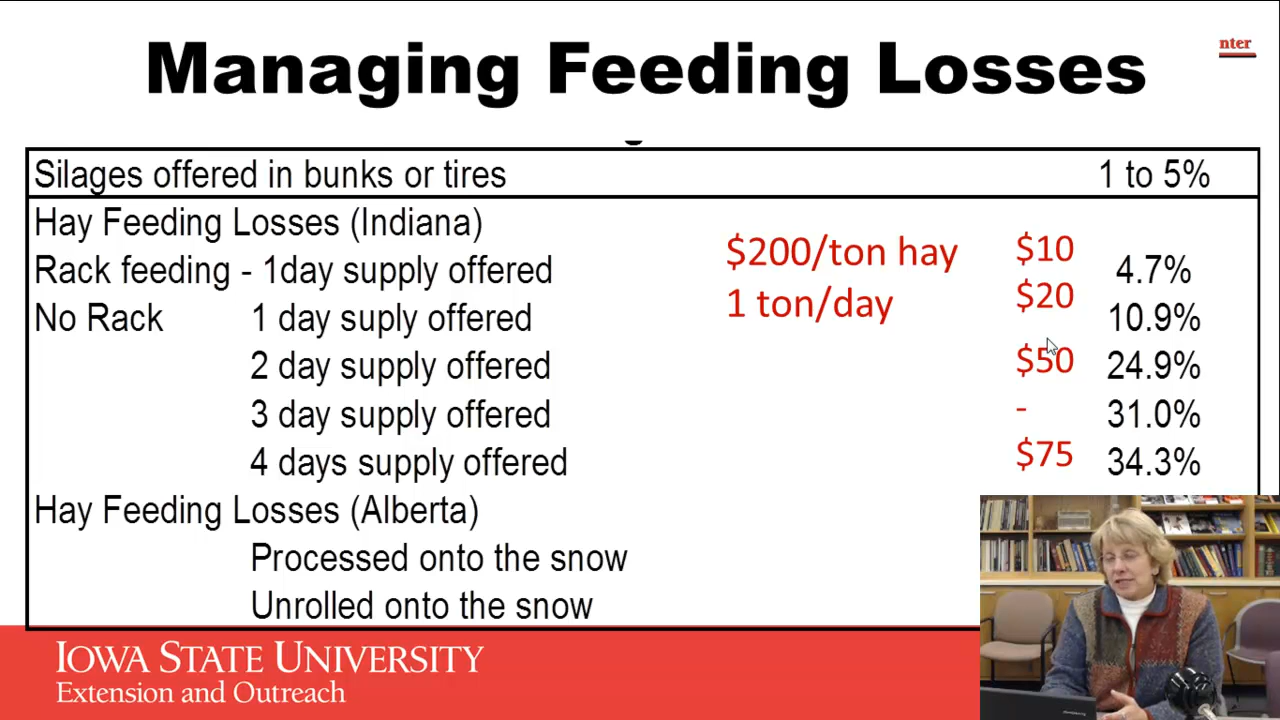 nter
Managing Feeding Losses
Silages offered in bunks or tires 1 to 5%
Hay Feeding Losses (Indiana)
$200/ton hay $10
Rack feeding - 1day supply offered 4.7%
1 ton/day $20
No Rack 1 day suply offered 10.9%
$50
2 day supply offered 24.9%
-
3 day supply offered 31.0%
$75
4 days supply offered 34.3%
Hay Feeding Losses (Alberta)
Processed onto the snow
Unrolled onto the snow
IOWA STATE UNIVERSITY
Extension and Outreach